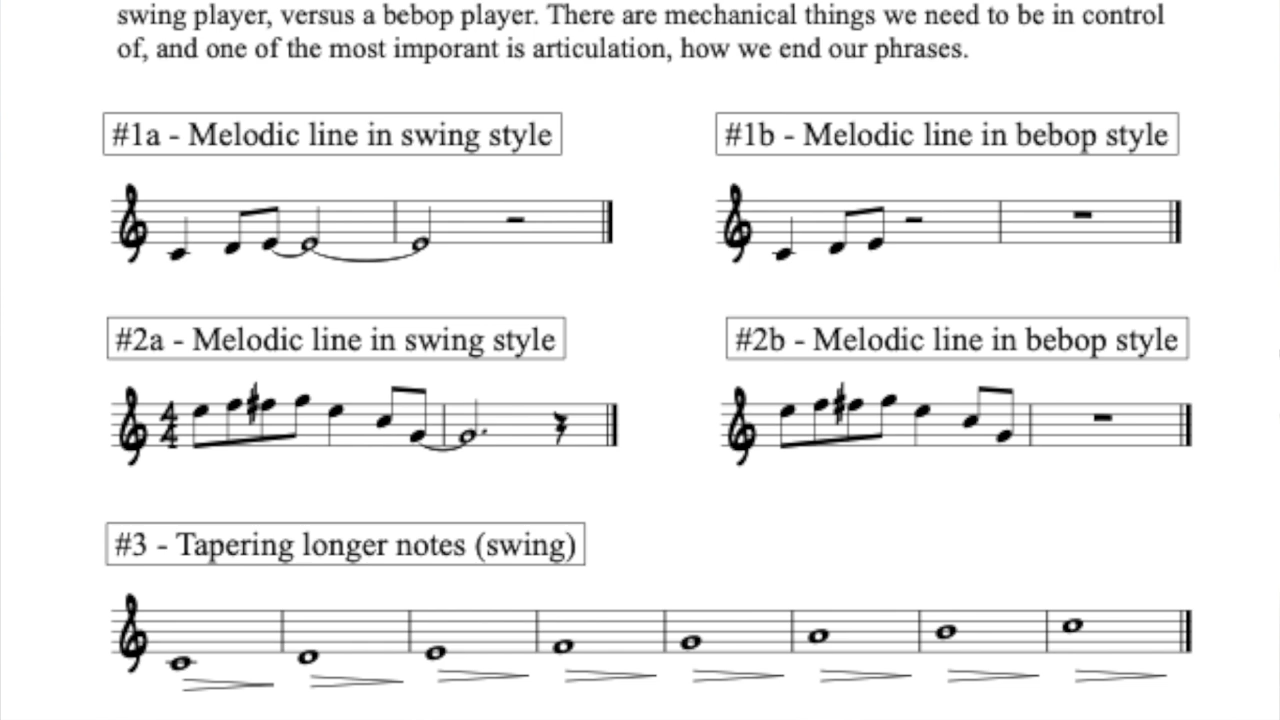 swing player, versus a bebop player. There are mechanical things we need to be in control
of, and one of the most imporant is articulation, how we end our phrases.
#1a - Melodic line in swing style
#1b - Melodic line in bebop style
#2a - Melodic line in swing style
#2b - Melodic line in bebop style
4
4
#3 - Tapering longer notes (swing)